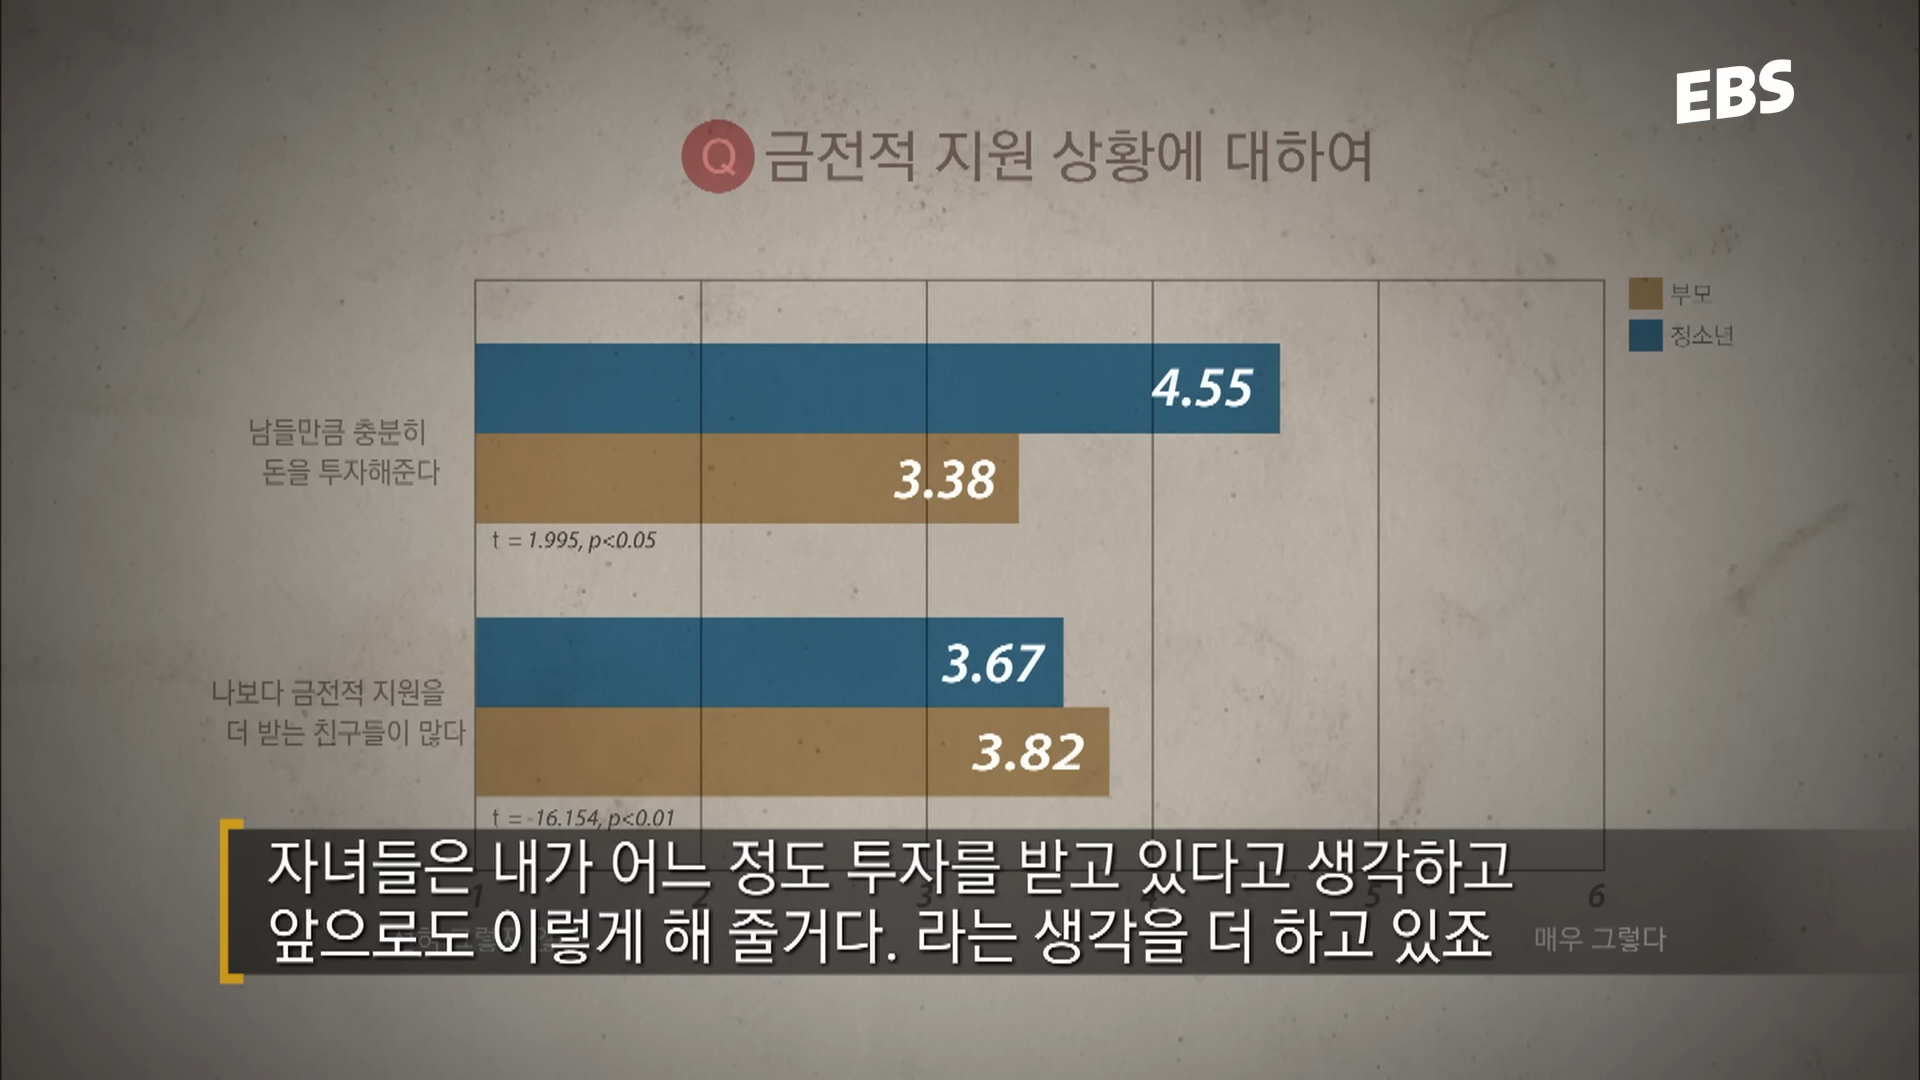 EBS
Q 금전적 지원 상황에 대하여
부모
청소년
4.55
남들만큼 충분히
돈을 투자해준다
3.38
t = 1.995, p<0.05
3.67
나보다 금전적 지원을
더 받는 친구들이 많다
3.82
t = -16.154, p<0.01
자녀들은 내가 어느 정도 투자를 받고 있다고 생각하고
앞으로도 이렇게 해 줄거다. 라는 생각을 더 하고 있죠
1 2 3 4 5 6
매우 그렇다